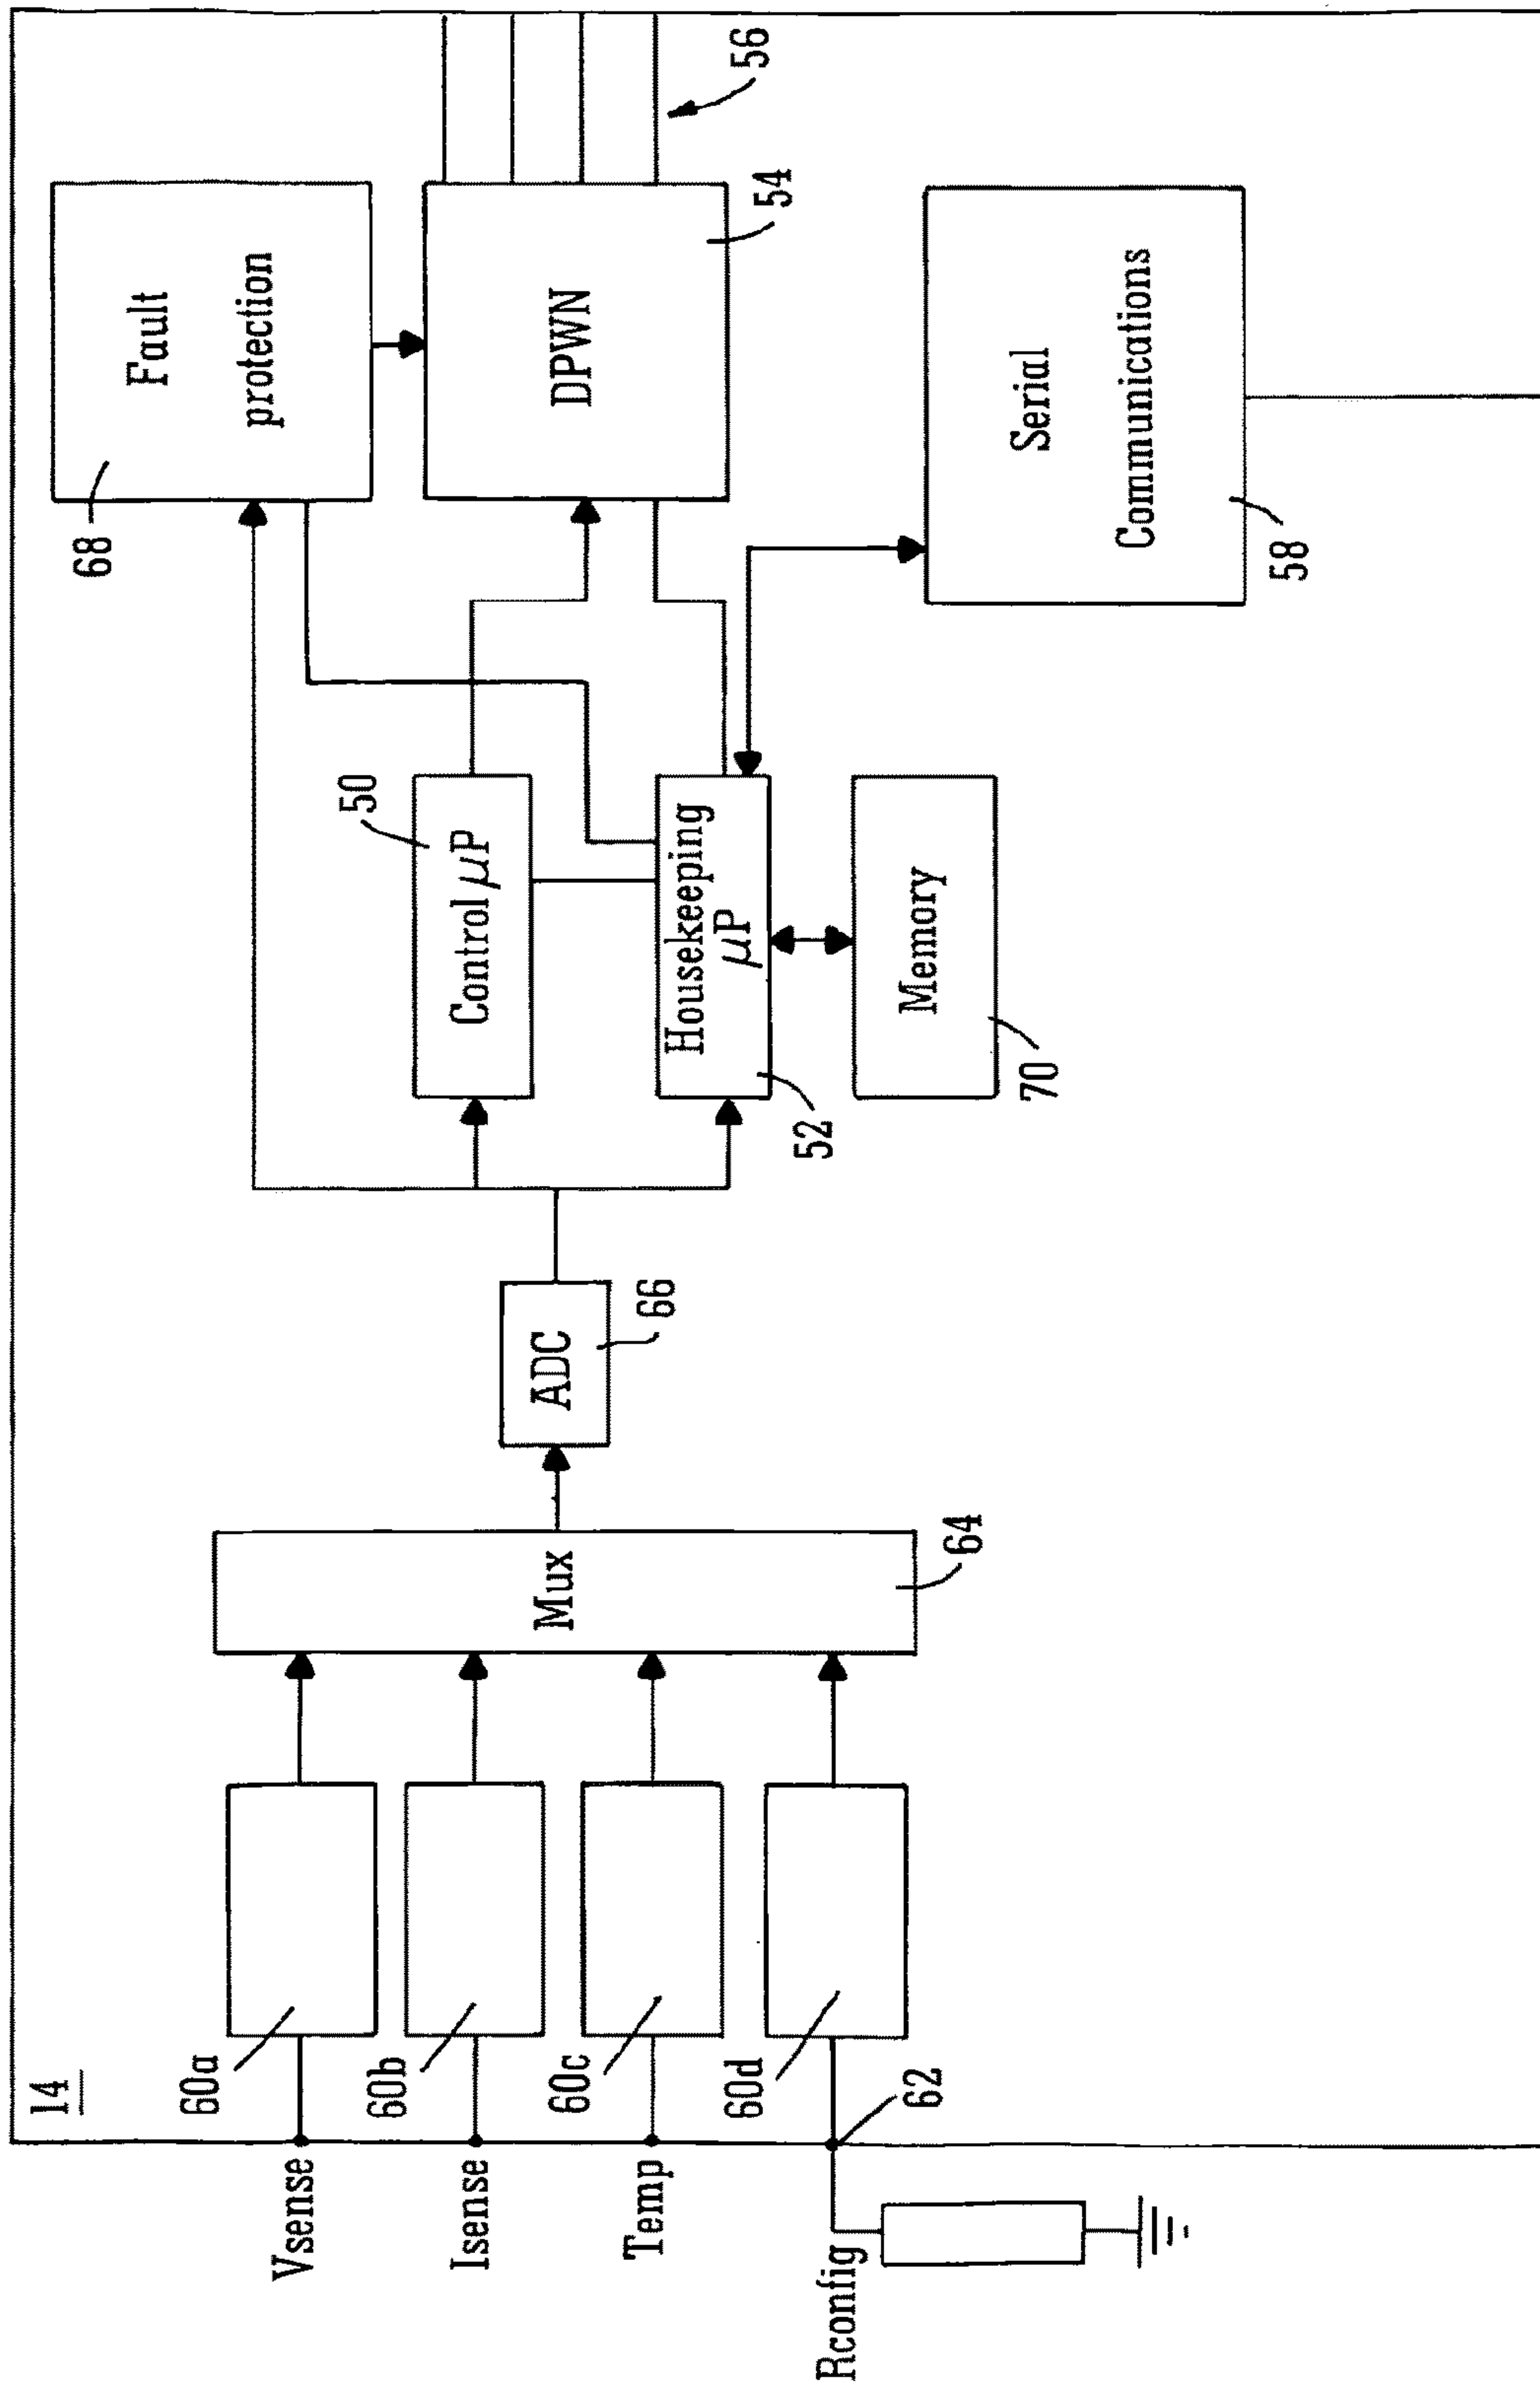 14
Vsense
60a
Isense
60b
Temp
60c
Rconfig
60d
62
Mux
64
ADC
66
Control μP
50
Housekeeping
μP
52
Memory
70
Fault
protection
68
DPWN
54
56
Serial
Communications
58